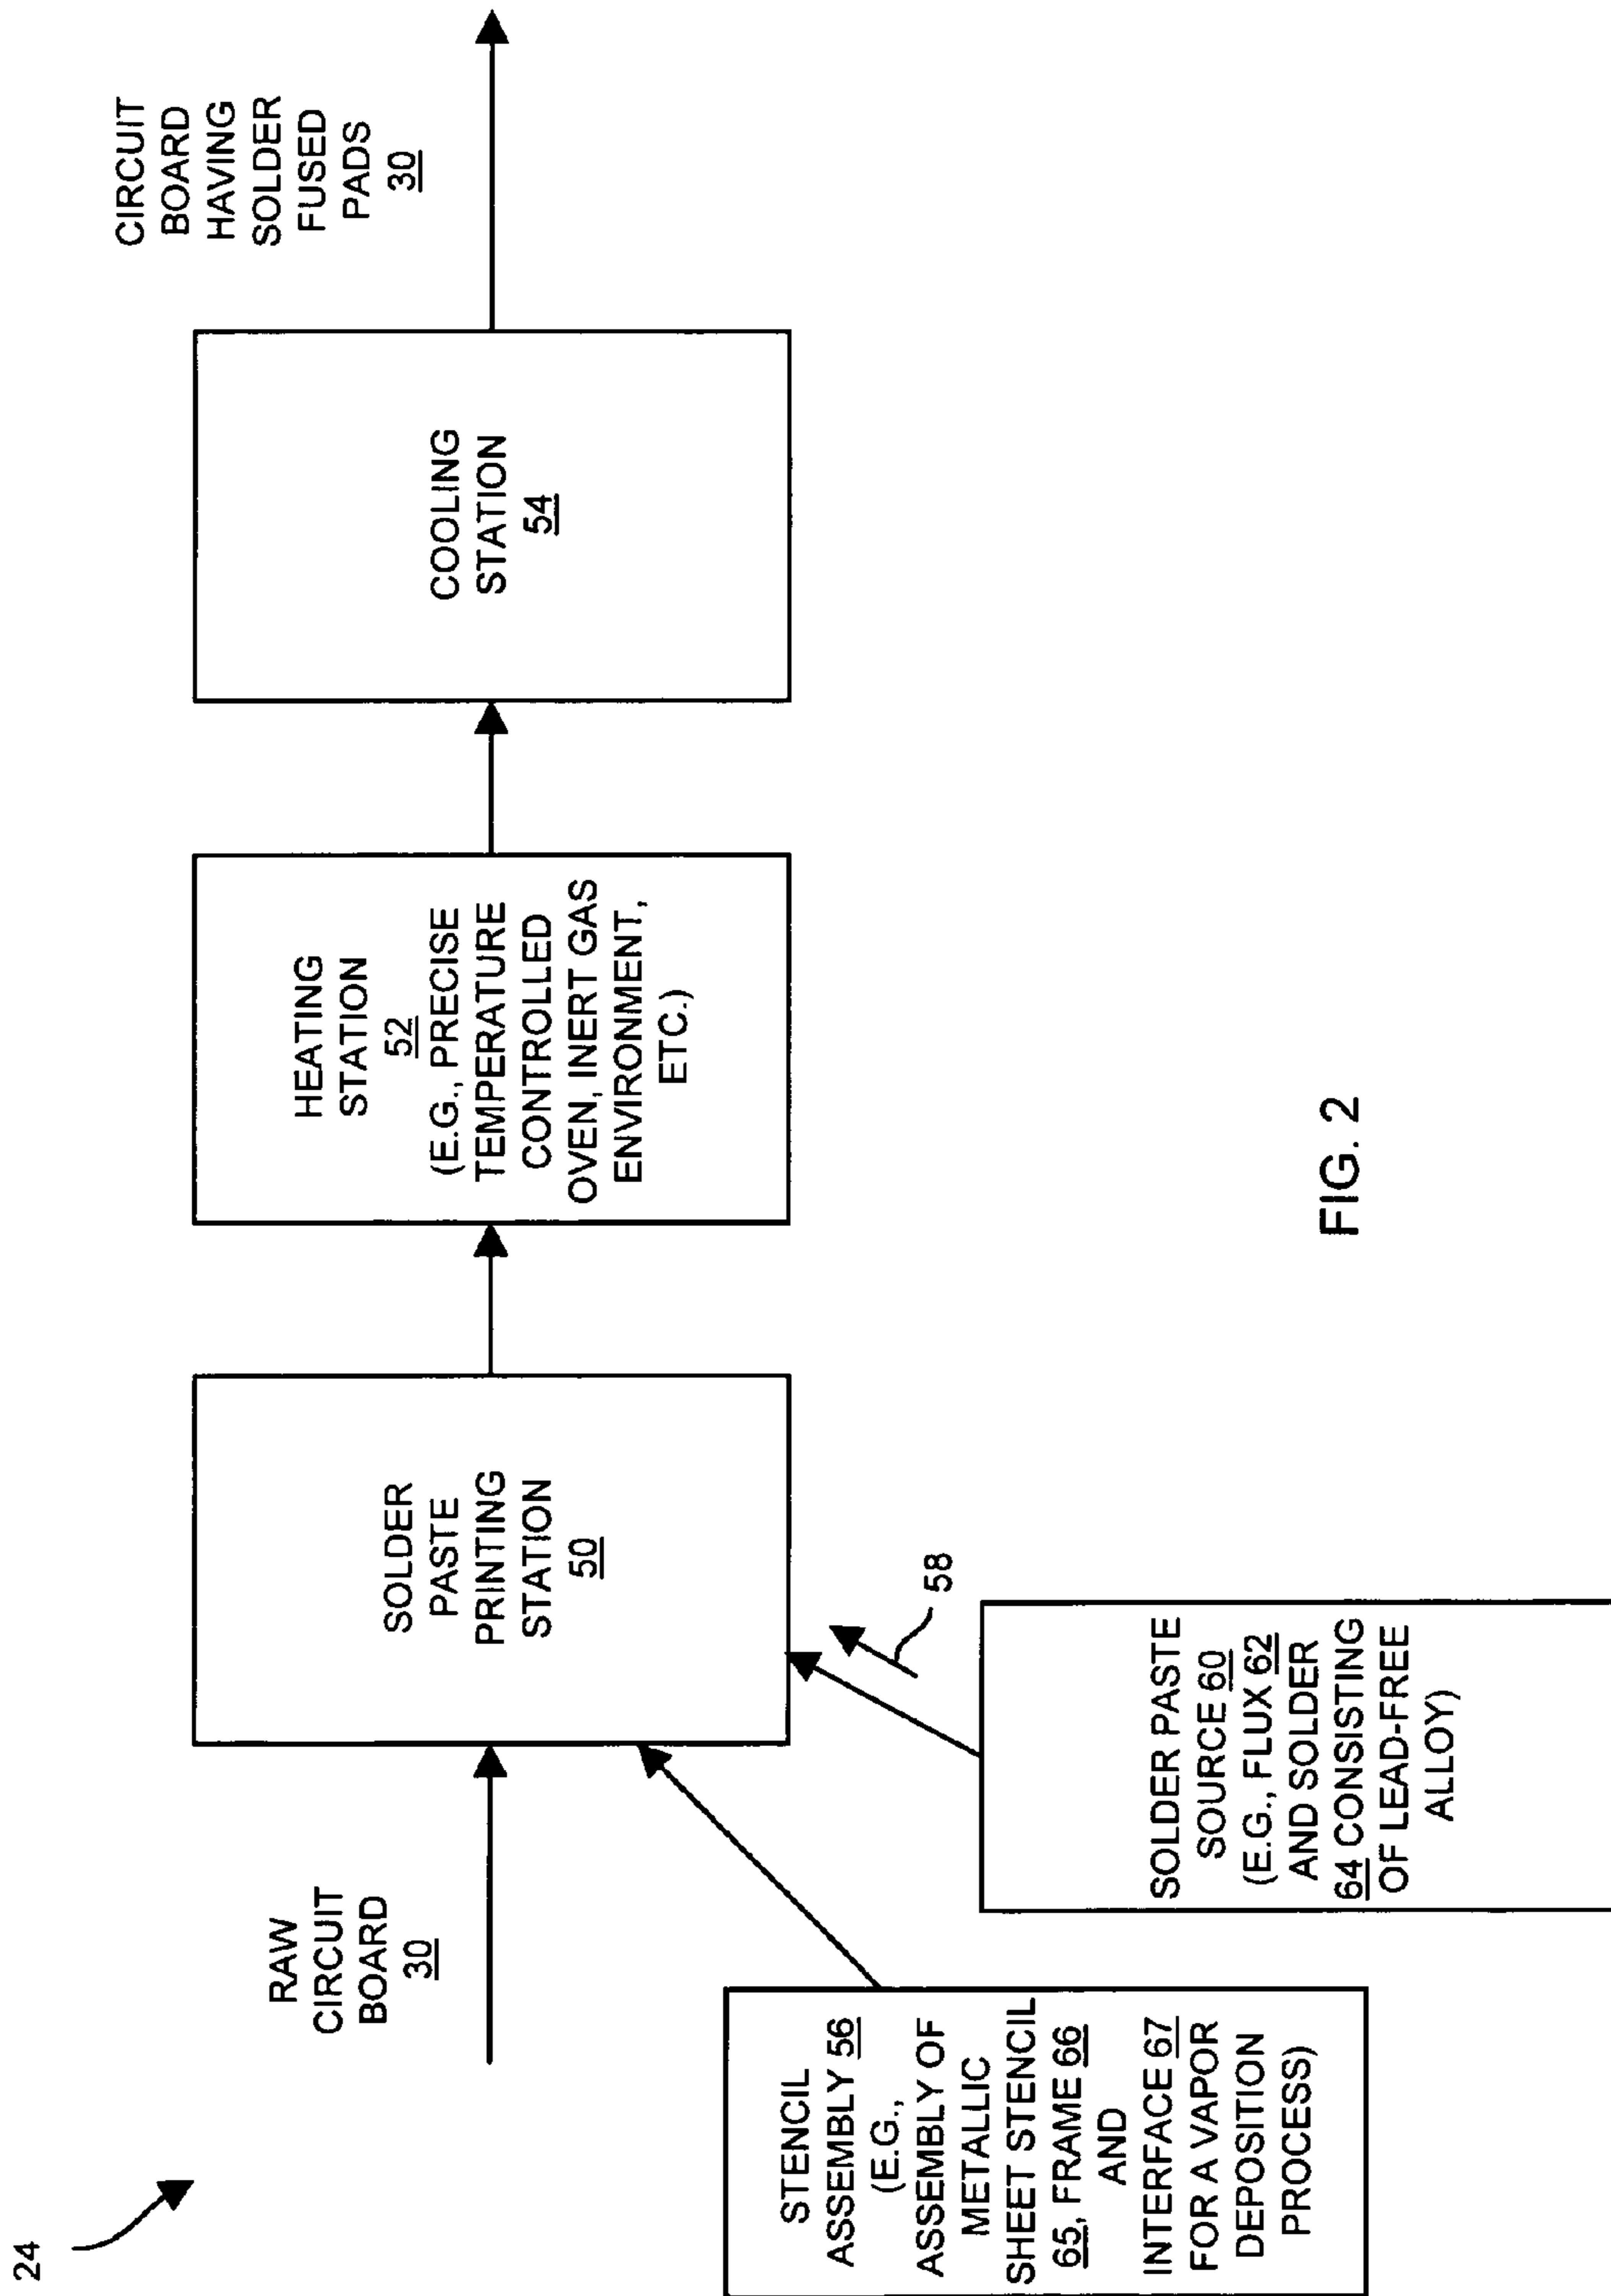 24
RAW
CIRCUIT
BOARD
30
SOLDER
PASTE
PRINTING
STATION
50
HEATING
STATION
52
(E.G., PRECISE
TEMPERATURE
CONTROLLED
OVEN, INERT GAS
ENVIRONMENT,
ETC.)
COOLING
STATION
54
CIRCUIT
BOARD
HAVING
SOLDER
FUSED
PADS
30
STENCIL
ASSEMBLY 56
(E.G.,
ASSEMBLY OF
METALLIC
SHEET STENCIL
65, FRAME 66
AND
INTERFACE 67
FOR A VAPOR
DEPOSITION
PROCESS)
58
SOLDER PASTE
SOURCE 60
(E.G., FLUX 62
AND SOLDER
64 CONSISTING
OF LEAD-FREE
ALLOY)
FIG. 2